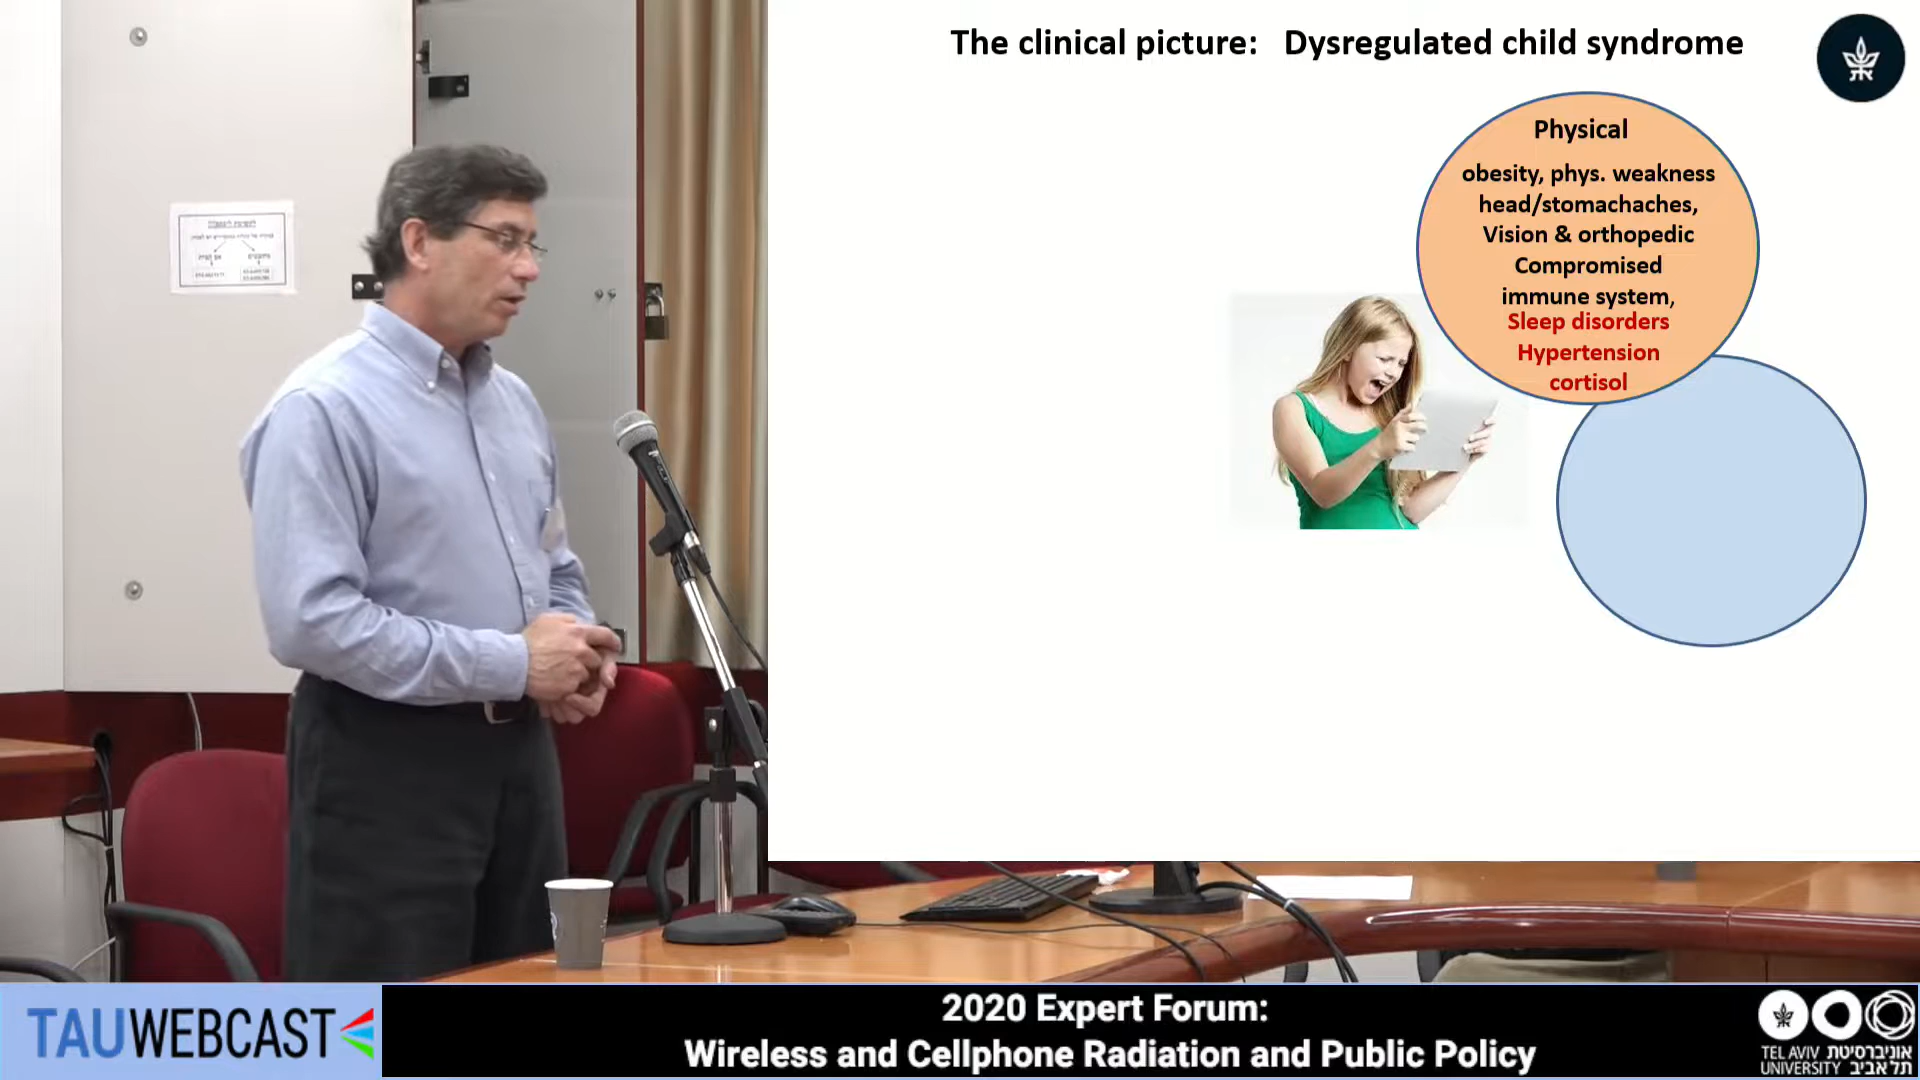 The clinical picture: Dysregulated child syndrome
Physical
obesity, phys. weakness
head/stomachaches,
Vision & orthopedic
Compromised
immune system,
Sleep disorders
Hypertension
cortisol
TAUWEBCAST
2020 Expert Forum:
Wireless and Cellphone Radiation and Public Policy
TEL AVIV אוניברסיטת
UNIVERSITY תל אביב